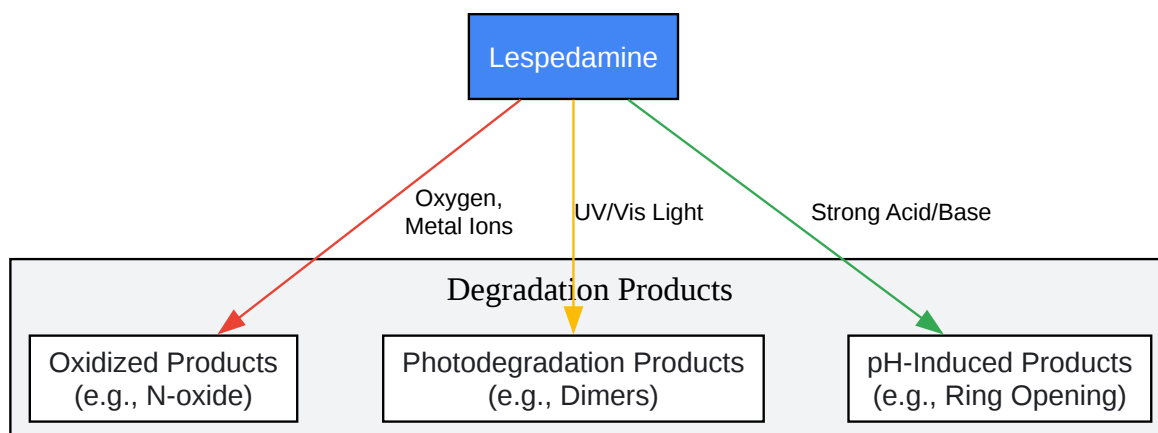 Lespedamine
Oxygen,
Metal Ions
UV/Vis Light
Strong Acid/Base
Degradation Products
Oxidized Products
(e.g., N-oxide)
Photodegradation Products
(e.g., Dimers)
pH-Induced Products
(e.g., Ring Opening)